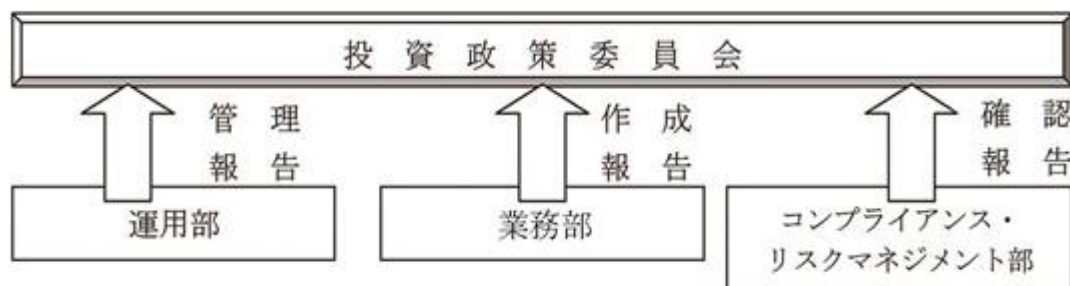 投資政策委員会
管理
報告
作成
報告
確認
報告
運用部
業務部
コンプライアンス・
リスクマネジメント部